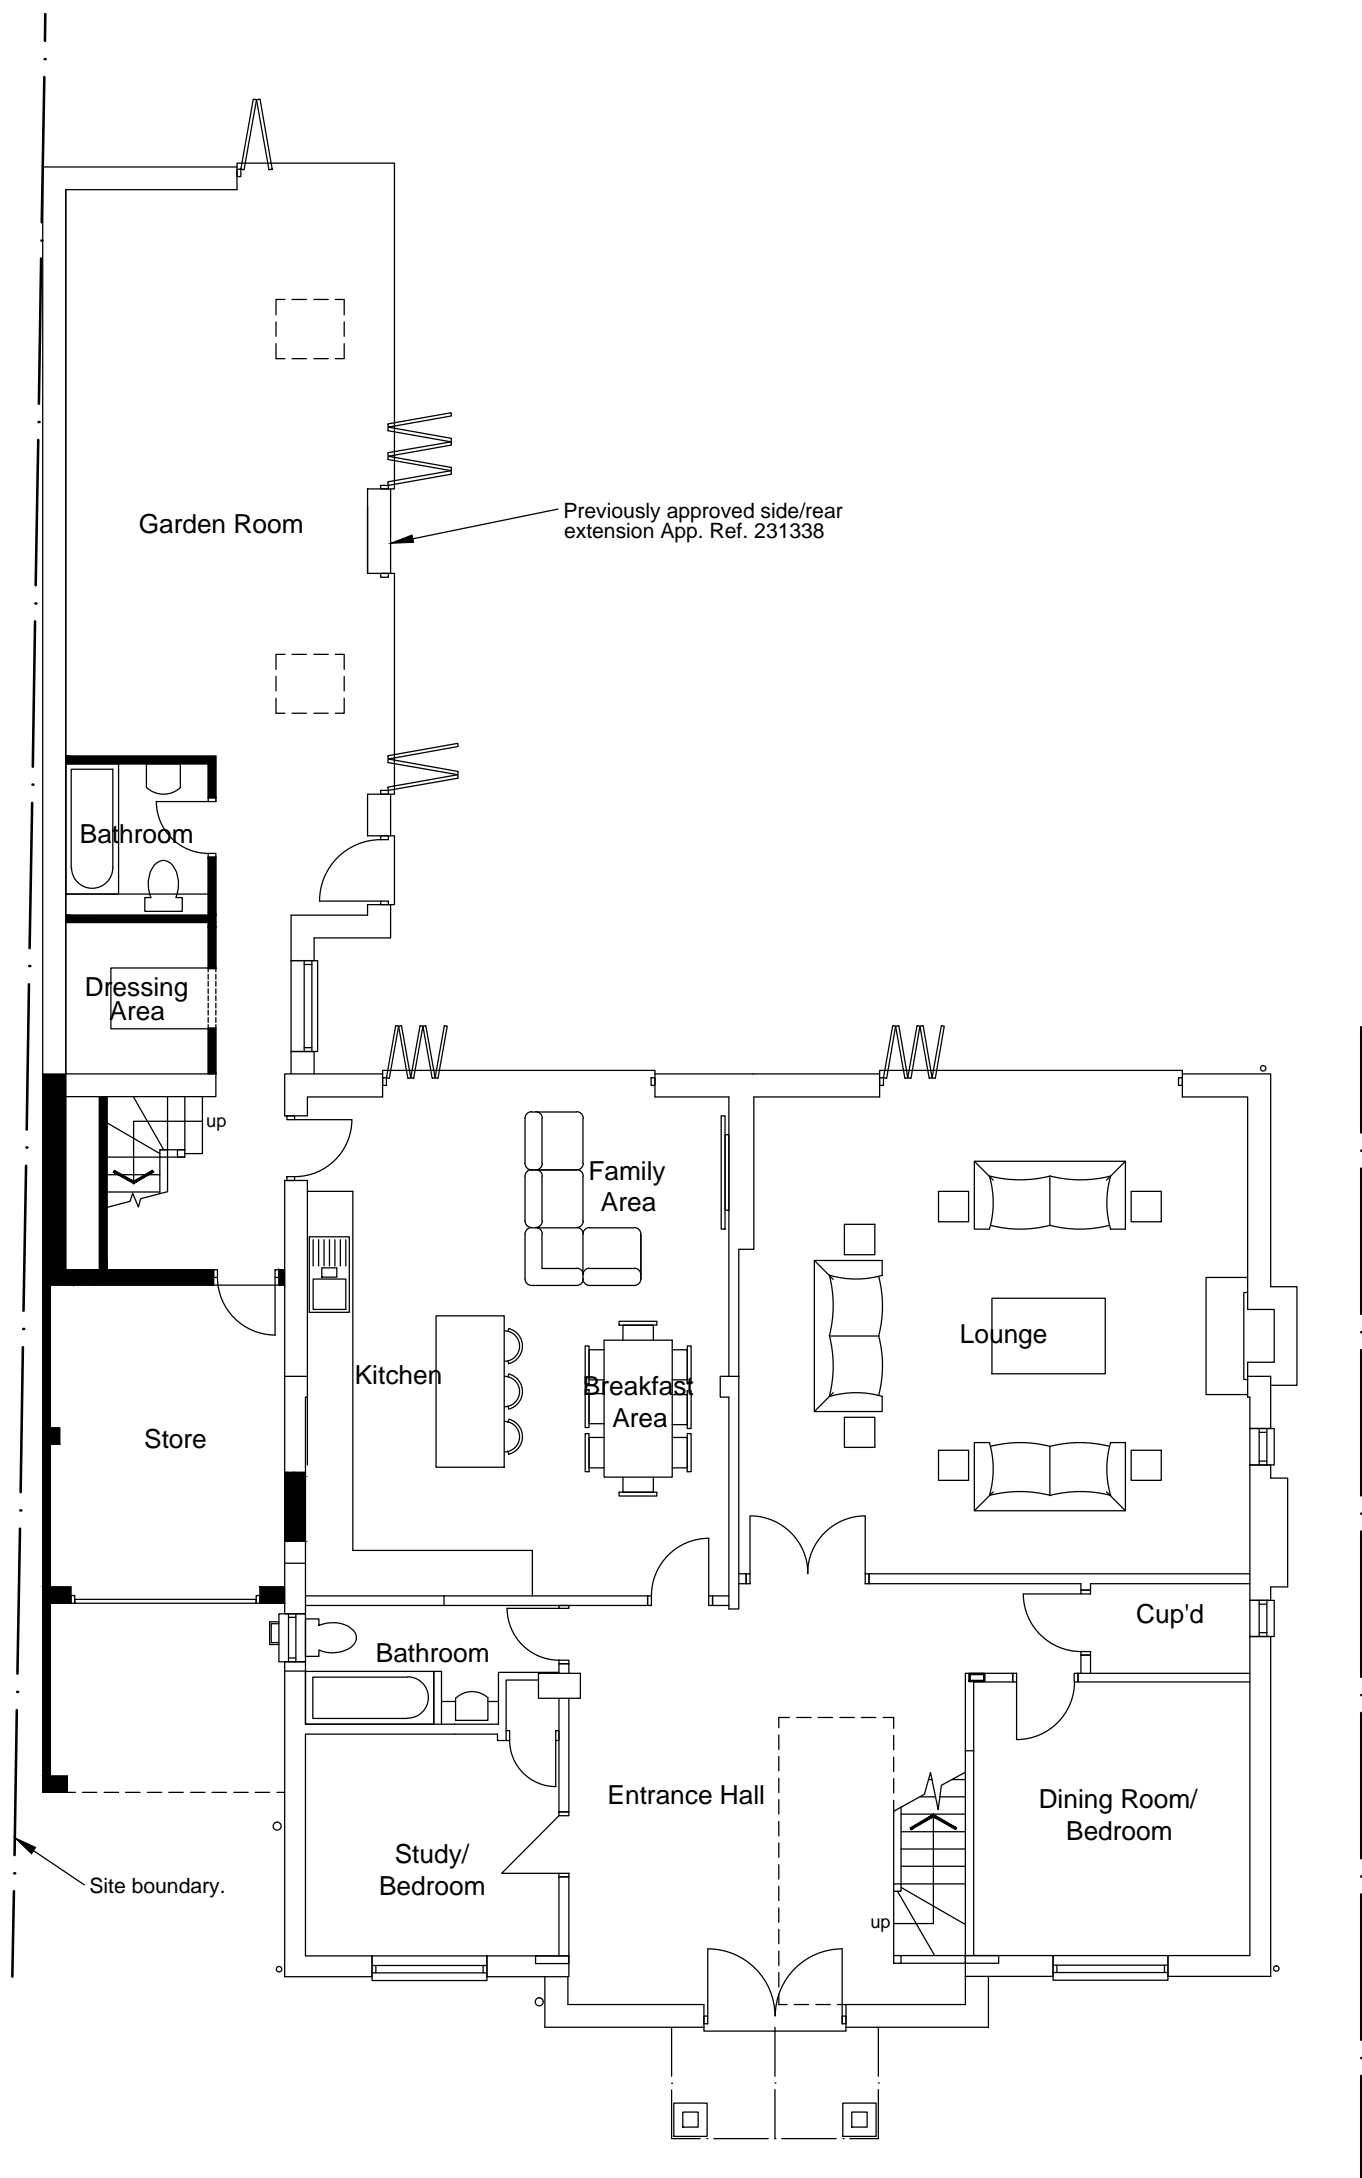 Garden Room
Previously approved side/rear
extension App. Ref. 231338
Bathroom
Dressing
Area
up
Family
Area
Lounge
Kitchen
Breakfast
Area
Store
Cup'd
Bathroom
Entrance Hall
Dining Room/
Bedroom
Study/
Bedroom
Site boundary.
up